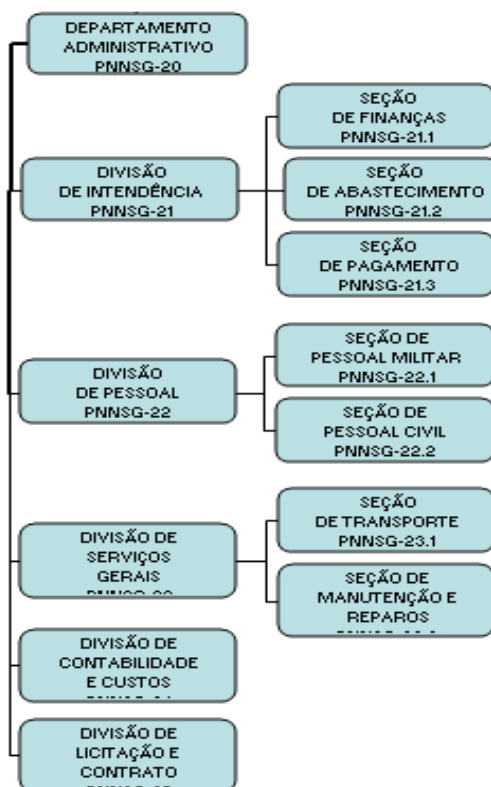 DEPARTAMENTO
ADMINISTRATIVO
PNNSG-20
SEÇÃO
DE FINANÇAS
PNNSG-21.1
DIVISÃO
DE INTENDÊNCIA
PNNSG-21
SEÇÃO
DE ABASTECIMENTO
PNNSG-21.2
SEÇÃO
DE PAGAMENTO
PNNSG-21.3
SEÇÃO DE
PESSOAL MILITAR
PNNSG-22.1
DIVISÃO
DE PESSOAL
PNNSG-22
SEÇÃO DE
PESSOAL CIVIL
PNNSG-22.2
SEÇÃO
DE TRANSPORTE
PNNSG-23.1
DIVISÃO DE
SERVIÇOS
GERAIS
SEÇÃO DE
MANUTENÇÃO E
REPAROS
DIVISÃO DE
CONTABILIDADE
E CUSTOS
DIVISÃO DE
LICITAÇÃO E
CONTRATO